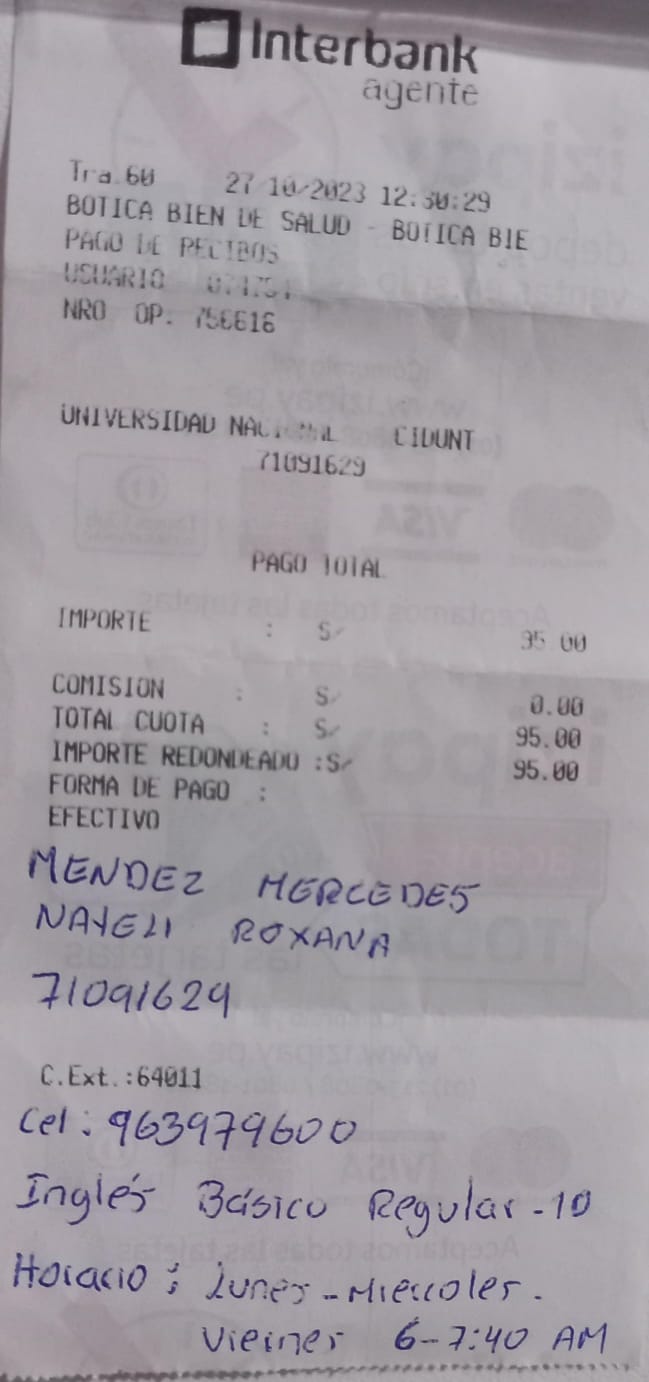 Interbank
agente
Tra.60 27/10/2023 12:30:29
BOTICA BIEN DE SALUD - BOTICA BIE
PAGO DE RECIBOS
USUARIO
NRO OP. 756616
UNIVERSIDAD NACIONAL CIDUNT
71091629
PAGO TOTAL
IMPORTE : S/ 95.00
COMISION : S/ 0.00
TOTAL CUOTA : S/ 95.00
IMPORTE REDONDEADO :S/ 95.00
FORMA DE PAGO :
EFECTIVO
MENDEZ MERCEDES
NAYELI ROXANA
71091629
C.Ext.:64011
Cel: 963979600
Inglés Básico Regular-10
Horario: Lunes - Miercoles -
Viernes 6-7:40 AM